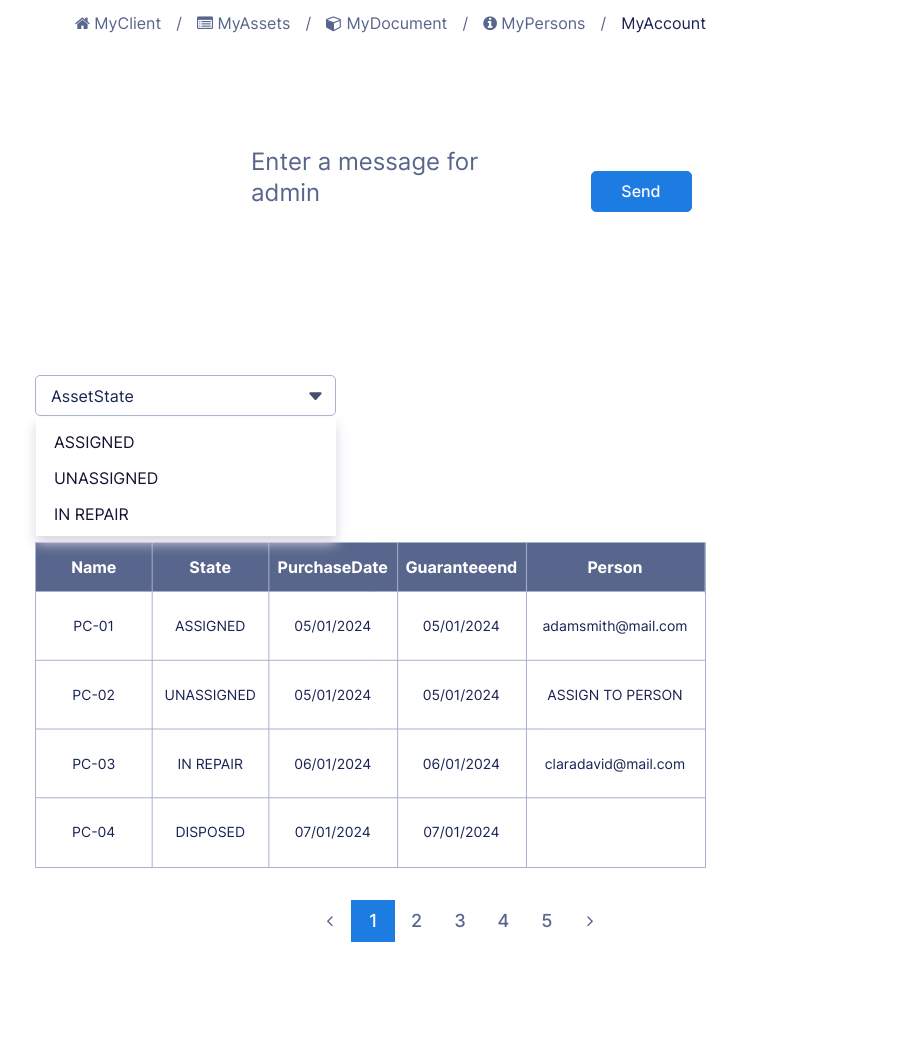 MyClient / MyAssets / MyDocument / MyPersons / MyAccount
Enter a message for
admin
Send
AssetState
ASSIGNED
UNASSIGNED
IN REPAIR
Name State PurchaseDate Guaranteeend Person
PC-01 ASSIGNED 05/01/2024 05/01/2024 adamsmith@mail.com
PC-02 UNASSIGNED 05/01/2024 05/01/2024 ASSIGN TO PERSON
PC-03 IN REPAIR 06/01/2024 06/01/2024 claradavid@mail.com
PC-04 DISPOSED 07/01/2024 07/01/2024
< 1 2 3 4 5 >